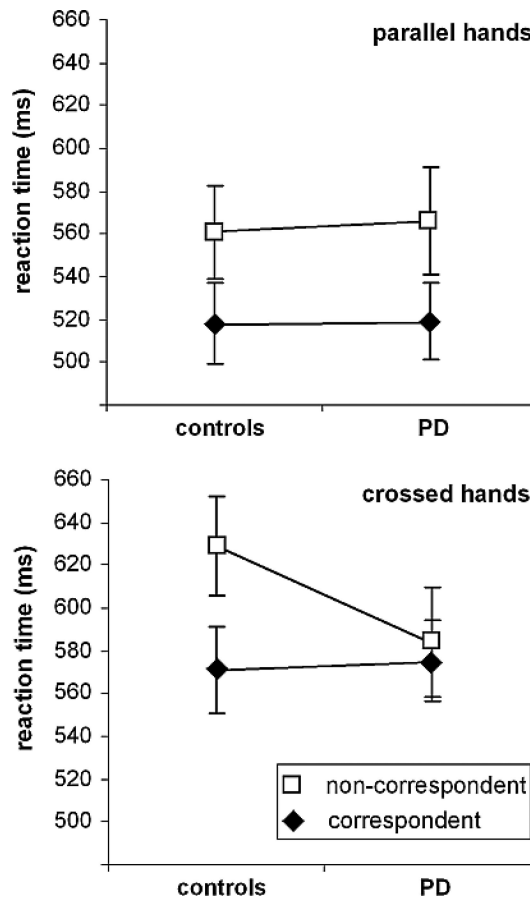 parallel hands
reaction time (ms)
660
640
620
600
580
560
540
520
500
controls PD
crossed hands
reaction time (ms)
660
640
620
600
580
560
540
520
500
non-correspondent
correspondent
controls PD